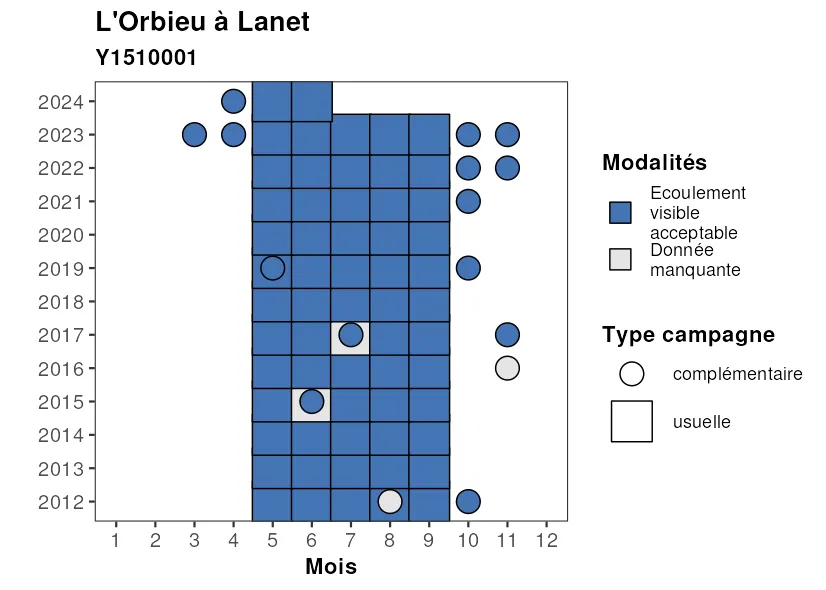 L'Orbieu à Lanet
Y1510001
2024
2023
2022
2021
2020
2019
2018
2017
2016
2015
2014
2013
2012
1 2 3 4 5 6 7 8 9 10 11 12
Mois
Modalités
Ecoulement
visible
acceptable
Donnée
manquante
Type campagne
complémentaire
usuelle